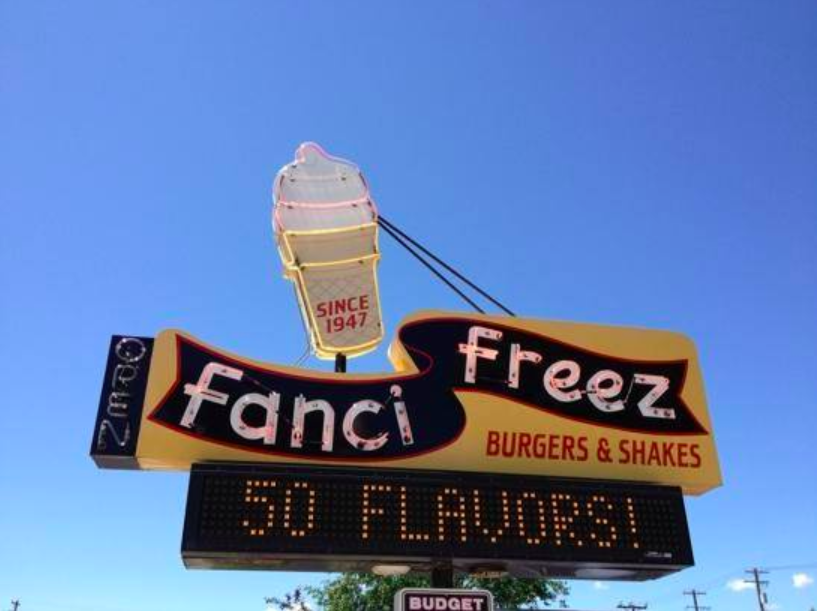 SINCE
1947
OPEN
fanci freez
BURGERS & SHAKES
50 FLAVORS!
BUDGET